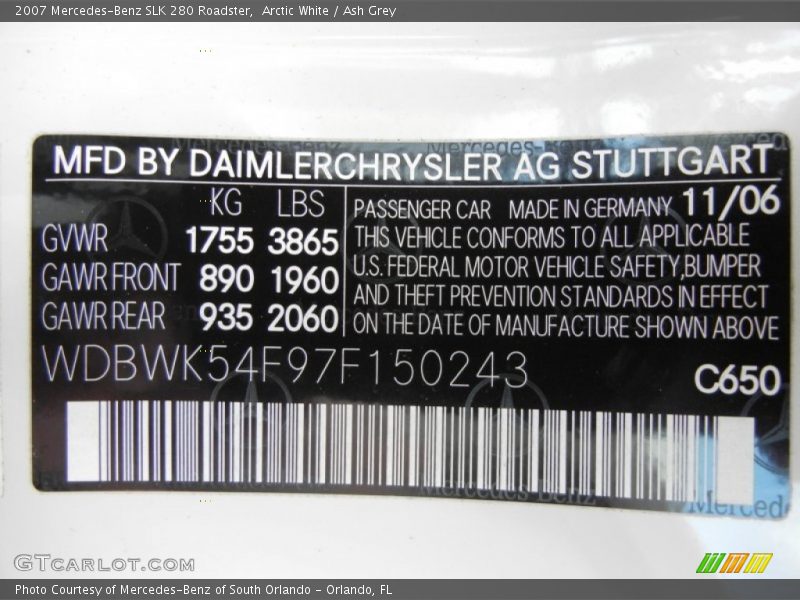 2007 Mercedes-Benz SLK 280 Roadster,  Arctic White / Ash Grey
MFD BY DAIMLERCHRYSLER AG STUTTGART
KG LBS
GVWR 1755 3865
GAWR FRONT 890 1960
GAWR REAR 935 2060
PASSENGER CAR MADE IN GERMANY 11/06
THIS VEHICLE CONFORMS TO ALL APPLICABLE
U.S. FEDERAL MOTOR VEHICLE SAFETY, BUMPER
AND THEFT PREVENTION STANDARDS IN EFFECT
ON THE DATE OF MANUFACTURE SHOWN ABOVE
WDBWK54F97F150243
C650
Mercedes-Benz
GTCARLOT.COM
Photo Courtesy of Mercedes-Benz of South Orlando - Orlando, FL